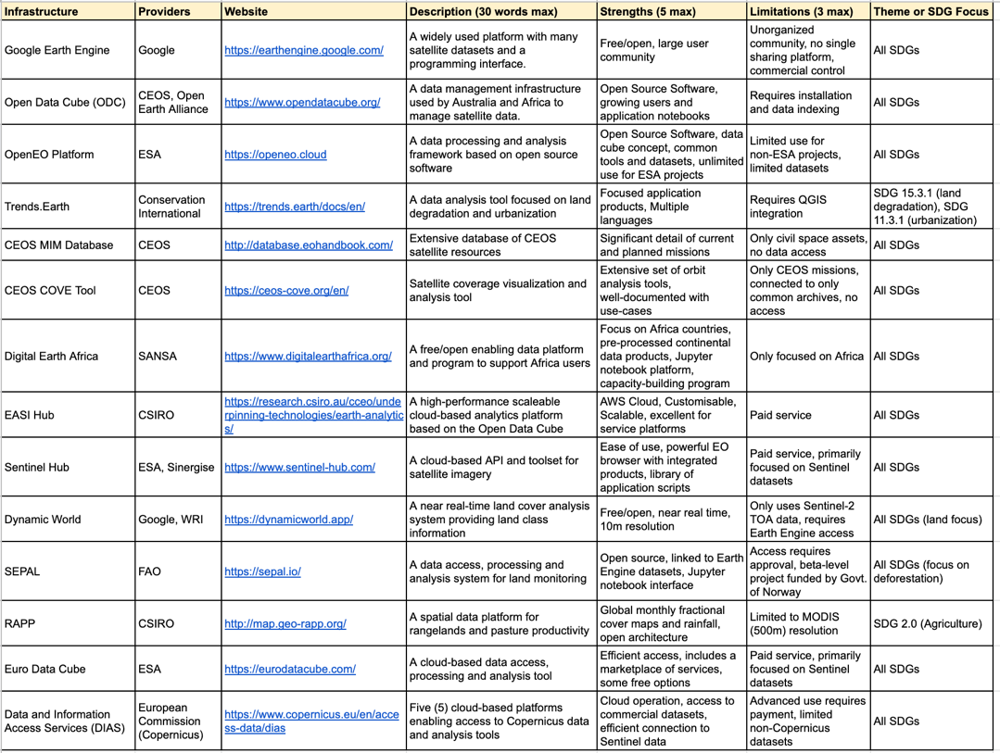 Infrastructure Providers Website Description (30 words max) Strengths (5 max) Limitations (3 max) Theme or SDG Focus
Google Earth Engine
Google
https://earthengine.google.com/
A widely used platform with many
satellite datasets and a
programming interface.
Free/open, large user
community
Unorganized
community, no single
sharing platform,
commercial control
All SDGs
Open Data Cube (ODC)
CEOS, Open
Earth Alliance
https://www.opendatacube.org/
A data management infrastructure
used by Australia and Africa to
manage satellite data.
Open Source Software,
growing users and
application notebooks
Requires installation
and data indexing
All SDGs
OpenEO Platform
ESA
https://openeo.cloud
A data processing and analysis
framework based on open source
software
Open Source Software, data
cube concept, common
tools and datasets, unlimited
use for ESA projects
Limited use for
non-ESA projects,
limited datasets
All SDGs
Trends.Earth
Conservation
International
https://trends.earth/docs/en/
A data analysis tool focused on land
degradation and urbanization
Focused application
products, Multiple
languages
Requires QGIS
integration
SDG 15.3.1 (land
degradation), SDG
11.3.1 (urbanization)
CEOS MIM Database
CEOS
http://database.eohandbook.com/
Extensive database of CEOS
satellite resources
Significant detail of current
and planned missions
Only civil space assets,
no data access
All SDGs
CEOS COVE Tool
CEOS
https://ceos-cove.org/en/
Satellite coverage visualization and
analysis tool
Extensive set of orbit
analysis tools,
well-documented with
use-cases
Only CEOS missions,
connected to only
common archives, no
access
All SDGs
Digital Earth Africa
SANSA
https://www.digitalearthafrica.org/
A free/open enabling data platform
and program to support Africa users
Focus on Africa countries,
pre-processed continental
data products, Jupyter
notebook platform,
capacity-building program
Only focused on Africa
All SDGs
EASI Hub
CSIRO
https://research.csiro.au/cceo/unde
rpinning-technologies/earth-analytic
s/
A high-performance scaleable
cloud-based analytics platform
based on the Open Data Cube
AWS Cloud, Customisable,
Scalable, excellent for
service platforms
Paid service
All SDGs
Sentinel Hub
ESA, Sinergise
https://www.sentinel-hub.com/
A cloud-based API and toolset for
satellite imagery
Ease of use, powerful EO
browser with integrated
products, library of
application scripts
Paid service, primarily
focused on Sentinel
datasets
All SDGs
Dynamic World
Google, WRI
https://dynamicworld.app/
A near real-time land cover analysis
system providing land class
information
Free/open, near real time,
10m resolution
Only uses Sentinel-2
TOA data, requires
Earth Engine access
All SDGs (land focus)
SEPAL
FAO
https://sepal.io/
A data access, processing and
analysis system for land monitoring
Open source, linked to Earth
Engine datasets, Jupyter
notebook interface
Access requires
approval, beta-level
project funded by Govt.
of Norway
All SDGs (focus on
deforestation)
RAPP
CSIRO
http://map.geo-rapp.org/
A spatial data platform for
rangelands and pasture productivity
Global monthly fractional
cover maps and rainfall,
open architecture
Limited to MODIS
(500m) resolution
SDG 2.0 (Agriculture)
Euro Data Cube
ESA
https://eurodatacube.com/
A cloud-based data access,
processing and analysis tool
Efficient access, includes a
marketplace of services,
some free options
Paid service, primarily
focused on Sentinel
datasets
All SDGs
Data and Information
Access Services (DIAS)
European
Commission
(Copernicus)
https://www.copernicus.eu/en/acce
ss-data/dias
Five (5) cloud-based platforms
enabling access to Copernicus data
and analysis tools
Cloud operation, access to
commercial datasets,
efficient connection to
Sentinel data
Advanced use requires
payment, limited
non-Copernicus
datasets
All SDGs